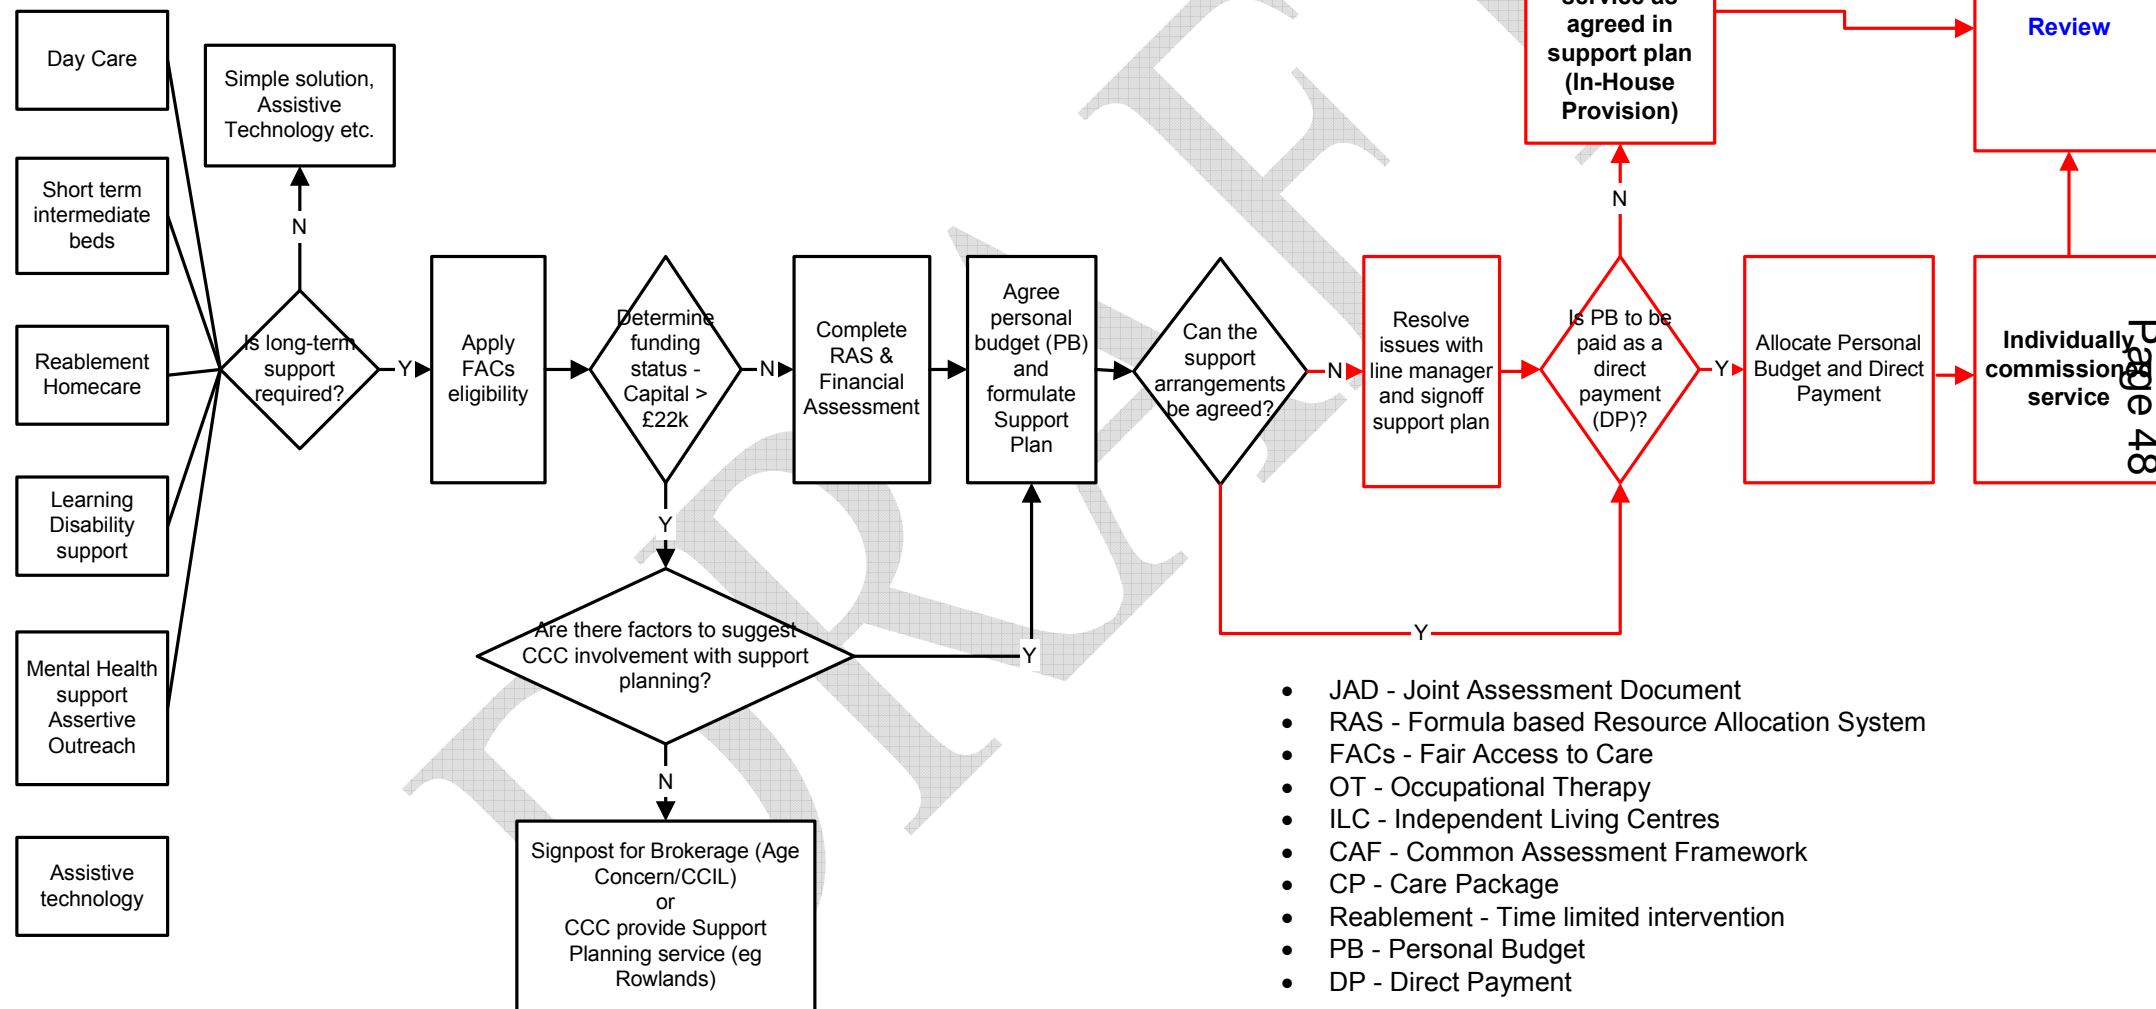 Day Care
Simple solution,
Assistive
Technology etc.
N
Short term
intermediate
beds
Reablement
Homecare
Learning
Disability
support
Mental Health
support
Assertive
Outreach
Assistive
technology
Is long-term
support
required?
Y
Apply
FACs
eligibility
Determine
funding
status -
Capital >
£22k
N
Y
Complete
RAS &
Financial
Assessment
Agree
personal
budget (PB)
and
formulate
Support
Plan
Are there factors to suggest
CCC involvement with support
planning?
Y
N
Signpost for Brokerage (Age
Concern/CCIL)
or
CCC provide Support
Planning service (eg
Rowlands)
Can the
support
arrangements
be agreed?
N
Y
Resolve
issues with
line manager
and signoff
support plan
Is PB to be
paid as a
direct
payment
(DP)?
N
Y
service as
agreed in
support plan
(In-House
Provision)
Review
Allocate Personal
Budget and Direct
Payment
Individually
commissioned
service
Page 48
• JAD - Joint Assessment Document
• RAS - Formula based Resource Allocation System
• FACs - Fair Access to Care
• OT - Occupational Therapy
• ILC - Independent Living Centres
• CAF - Common Assessment Framework
• CP - Care Package
• Reablement - Time limited intervention
• PB - Personal Budget
• DP - Direct Payment
DRAFT